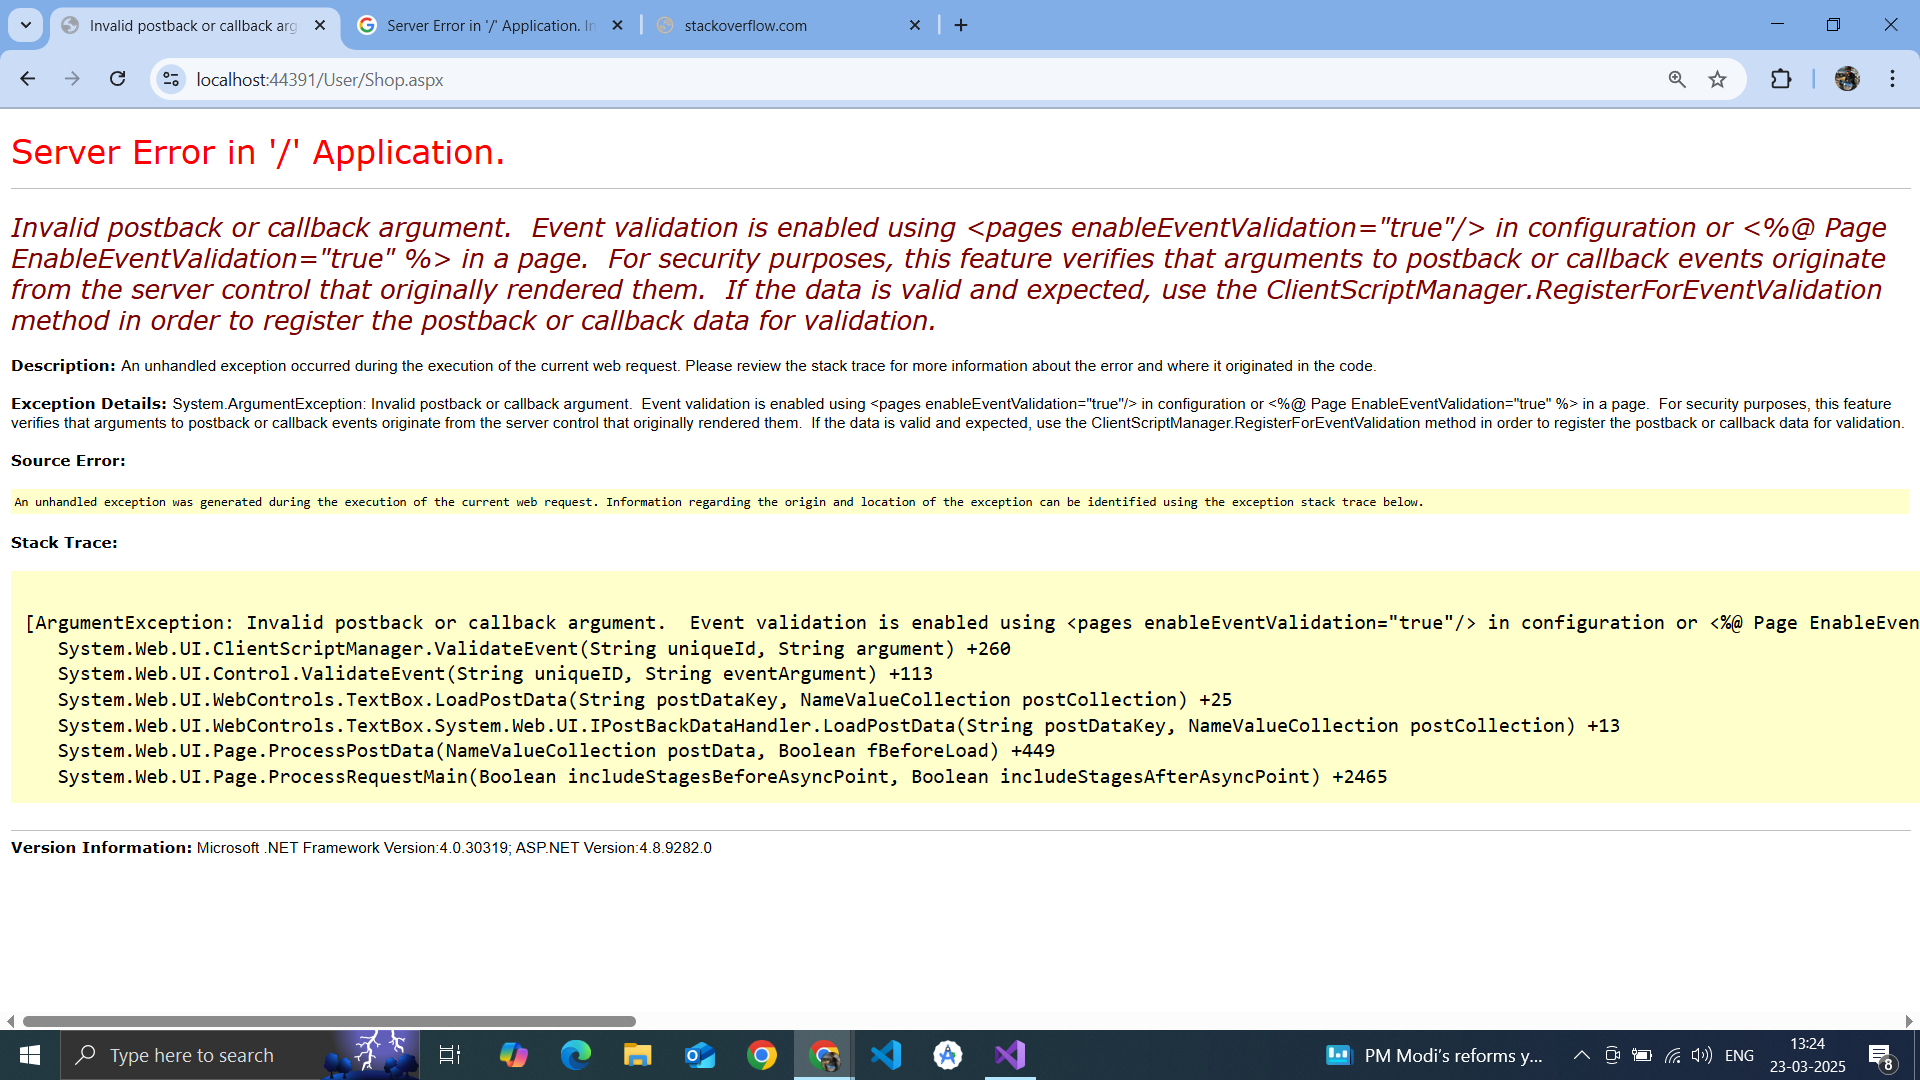 Invalid postback or callback arg
Server Error in '/' Application. In
stackoverflow.com
localhost:44391/User/Shop.aspx
Server Error in '/' Application.
Invalid postback or callback argument.  Event validation is enabled using <pages enableEventValidation="true"/> in configuration or <%@ Page
EnableEventValidation="true" %> in a page.  For security purposes, this feature verifies that arguments to postback or callback events originate
from the server control that originally rendered them.  If the data is valid and expected, use the ClientScriptManager.RegisterForEventValidation
method in order to register the postback or callback data for validation.
Description: An unhandled exception occurred during the execution of the current web request. Please review the stack trace for more information about the error and where it originated in the code.
Exception Details: System.ArgumentException: Invalid postback or callback argument.  Event validation is enabled using <pages enableEventValidation="true"/> in configuration or <%@ Page EnableEventValidation="true" %> in a page.  For security purposes, this feature
verifies that arguments to postback or callback events originate from the server control that originally rendered them.  If the data is valid and expected, use the ClientScriptManager.RegisterForEventValidation method in order to register the postback or callback data for validation.
Source Error:
An unhandled exception was generated during the execution of the current web request. Information regarding the origin and location of the exception can be identified using the exception stack trace below.
Stack Trace:
[ArgumentException: Invalid postback or callback argument.  Event validation is enabled using <pages enableEventValidation="true"/> in configuration or <%@ Page EnableEven
System.Web.UI.ClientScriptManager.ValidateEvent(String uniqueId, String argument) +260
System.Web.UI.Control.ValidateEvent(String uniqueID, String eventArgument) +113
System.Web.UI.WebControls.TextBox.LoadPostData(String postDataKey, NameValueCollection postCollection) +25
System.Web.UI.WebControls.TextBox.System.Web.UI.IPostBackDataHandler.LoadPostData(String postDataKey, NameValueCollection postCollection) +13
System.Web.UI.Page.ProcessPostData(NameValueCollection postData, Boolean fBeforeLoad) +449
System.Web.UI.Page.ProcessRequestMain(Boolean includeStagesBeforeAsyncPoint, Boolean includeStagesAfterAsyncPoint) +2465
Version Information: Microsoft .NET Framework Version:4.0.30319; ASP.NET Version:4.8.9282.0
Type here to search
PM Modi's reforms y...
ENG
13:24
23-03-2025
8